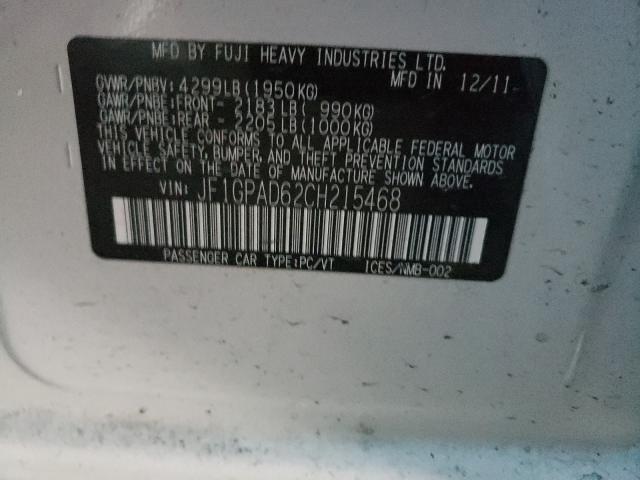 MFD BY FUJI HEAVY INDUSTRIES LTD.
MFD IN 12/11
GVWR/PNBV: 4299LB (1950KG)
GAWR/PNBE:FRONT- 2183LB ( 990KG)
GAWR/PNBE:REAR - 2205LB (1000KG)
THIS VEHICLE CONFORMS TO ALL APPLICABLE FEDERAL MOTOR
VEHICLE SAFETY, BUMPER, AND THEFT PREVENTION STANDARDS
IN EFFECT ON THE DATE OF MANUFACTURE SHOWN ABOVE.
VIN: JF1GPAD62CH215468
PASSENGER CAR TYPE:PC/VT ICES/NMB-002